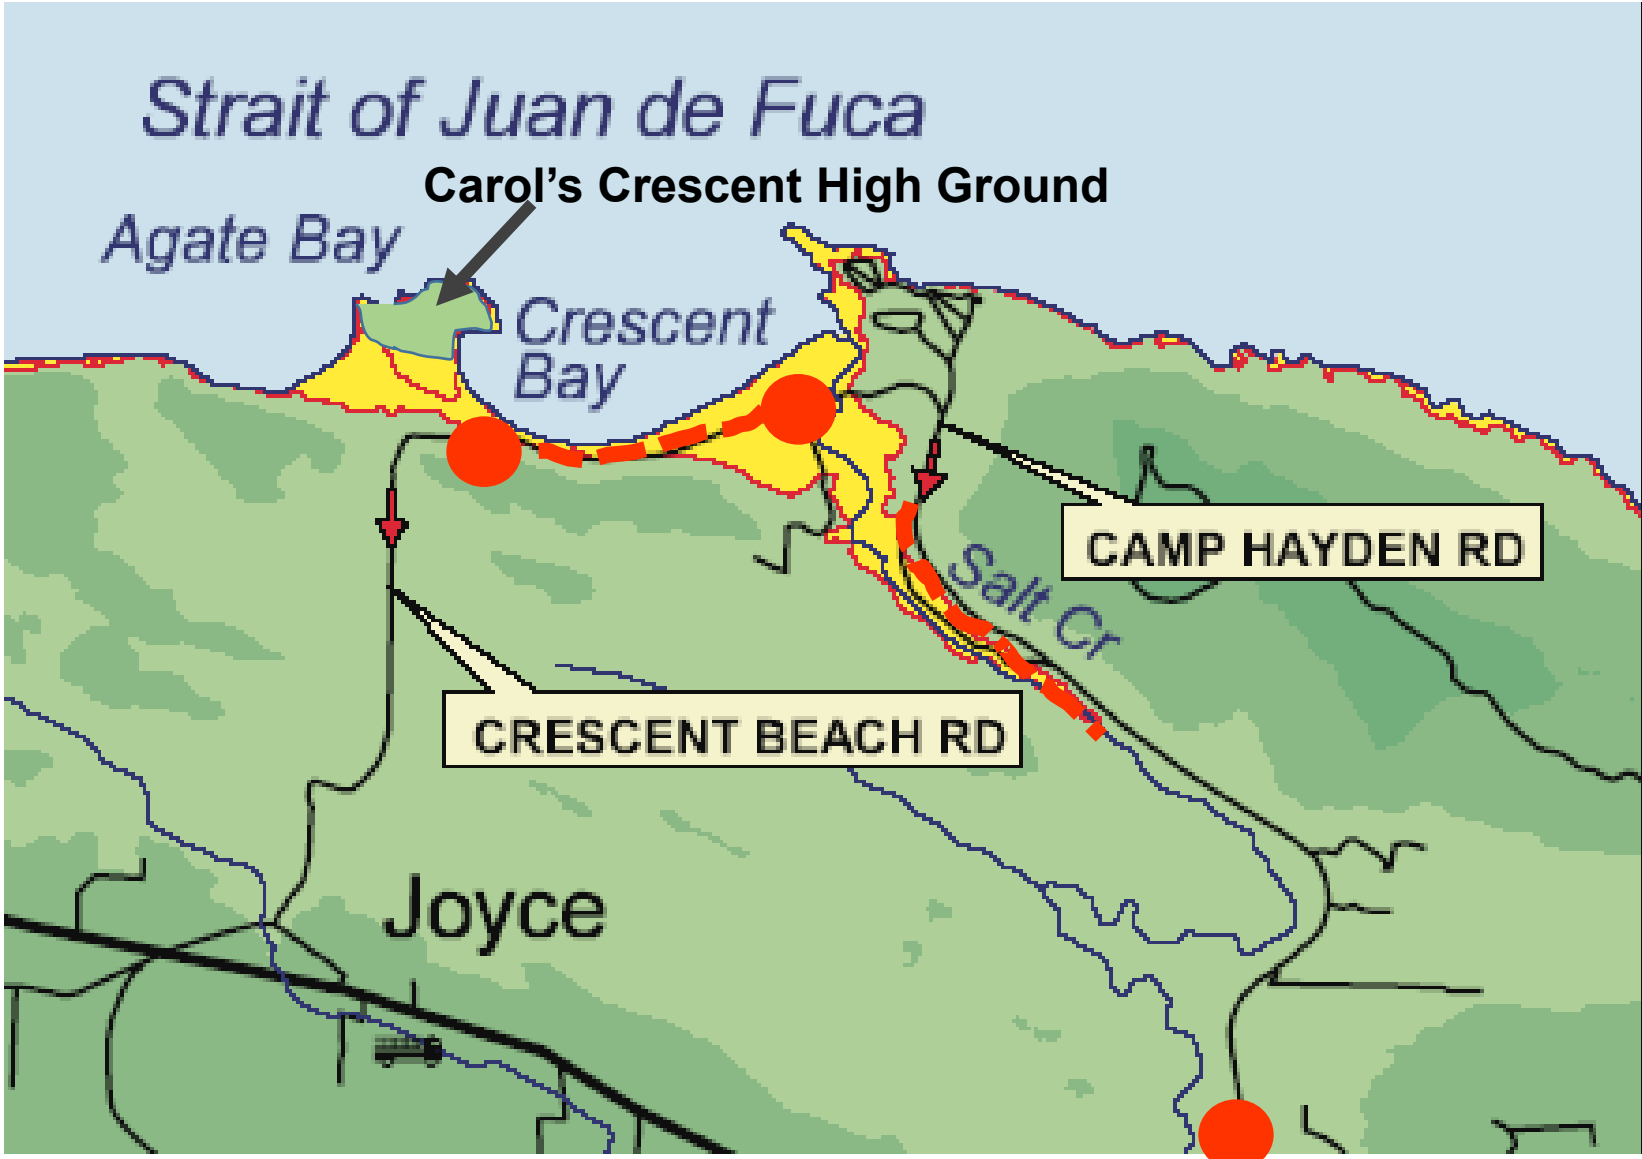 Strait of Juan de Fuca
Carol’s Crescent High Ground
Agate Bay
Crescent
Bay
CAMP HAYDEN RD
Salt Cr
CRESCENT BEACH RD
Joyce